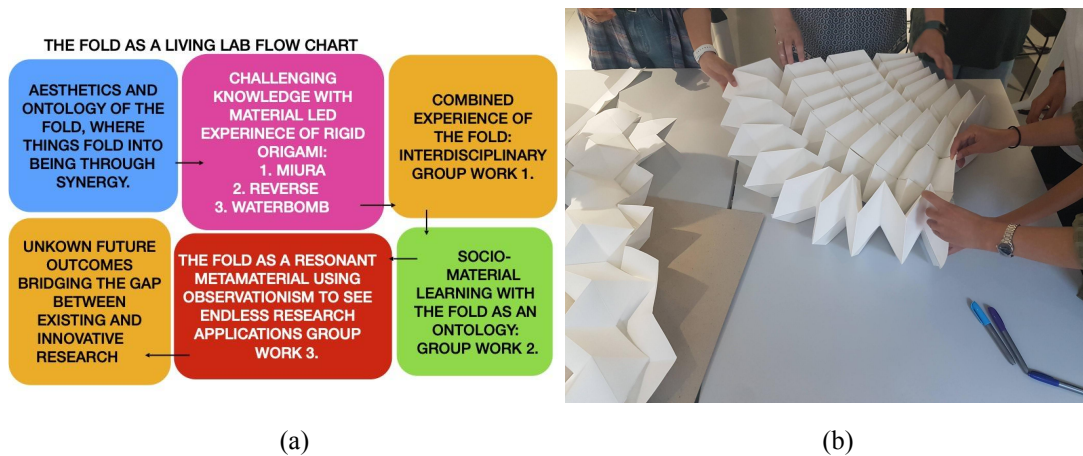 THE FOLD AS A LIVING LAB FLOW CHART
AESTHETICS AND
ONTOLOGY OF THE
FOLD, WHERE
THINGS FOLD INTO
BEING THROUGH
SYNERGY.
CHALLENGING
KNOWLEDGE WITH
MATERIAL LED
EXPERINECE OF RIGID
ORIGAMI:
1. MIURA
2. REVERSE
3. WATERBOMB
COMBINED
EXPERIENCE OF
THE FOLD:
INTERDISCIPLINARY
GROUP WORK 1.
SOCIO-
MATERIAL
LEARNING WITH
THE FOLD AS AN
ONTOLOGY:
GROUP WORK 2.
THE FOLD AS A RESONANT
METAMATERIAL USING
OBSERVATIONISM TO SEE
ENDLESS RESEARCH
APPLICATIONS GROUP
WORK 3.
UNKOWN FUTURE
OUTCOMES
BRIDGING THE GAP
BETWEEN
EXISTING AND
INNOVATIVE
RESEARCH
(a)
(b)